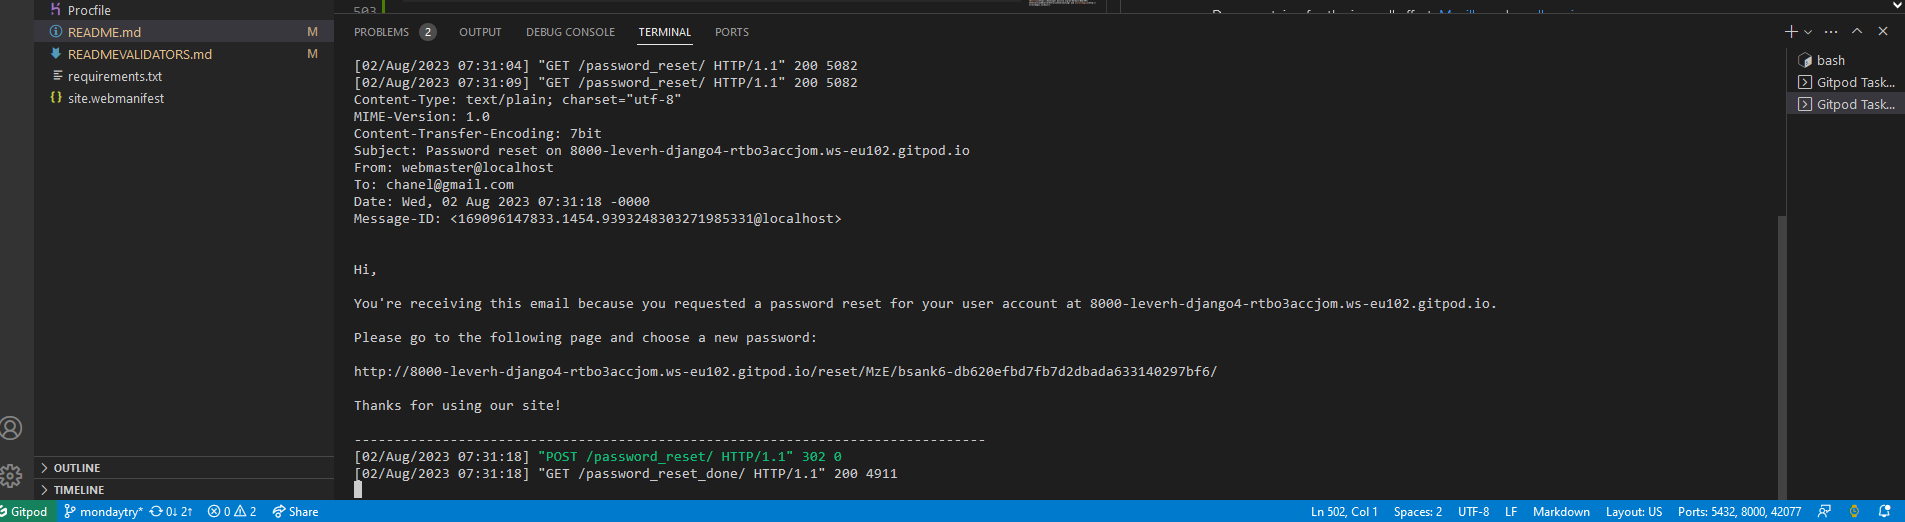 Procfile
503
README.md M
READMEVALIDATORS.md M
requirements.txt
site.webmanifest
PROBLEMS 2 OUTPUT DEBUG CONSOLE TERMINAL PORTS
bash
Gitpod Task...
Gitpod Task...
[02/Aug/2023 07:31:04] "GET /password_reset/ HTTP/1.1" 200 5082
[02/Aug/2023 07:31:09] "GET /password_reset/ HTTP/1.1" 200 5082
Content-Type: text/plain; charset="utf-8"
MIME-Version: 1.0
Content-Transfer-Encoding: 7bit
Subject: Password reset on 8000-leverh-django4-rtbo3accjom.ws-eu102.gitpod.io
From: webmaster@localhost
To: chanel@gmail.com
Date: Wed, 02 Aug 2023 07:31:18 -0000
Message-ID: <169096147833.1454.9393248303271985331@localhost>
Hi,
You're receiving this email because you requested a password reset for your user account at 8000-leverh-django4-rtbo3accjom.ws-eu102.gitpod.io.
Please go to the following page and choose a new password:
http://8000-leverh-django4-rtbo3accjom.ws-eu102.gitpod.io/reset/MzE/bsank6-db620efbd7fb7d2dbada633140297bf6/
Thanks for using our site!
-------------------------------------------------------------------------------
[02/Aug/2023 07:31:18] "POST /password_reset/ HTTP/1.1" 302 0
[02/Aug/2023 07:31:18] "GET /password_reset_done/ HTTP/1.1" 200 4911
OUTLINE
TIMELINE
Gitpod mondaytry* 0↓ 2↑ 0 2 Share Ln 502, Col 1 Spaces: 2 UTF-8 LF Markdown Layout: US Ports: 5432, 8000, 42077